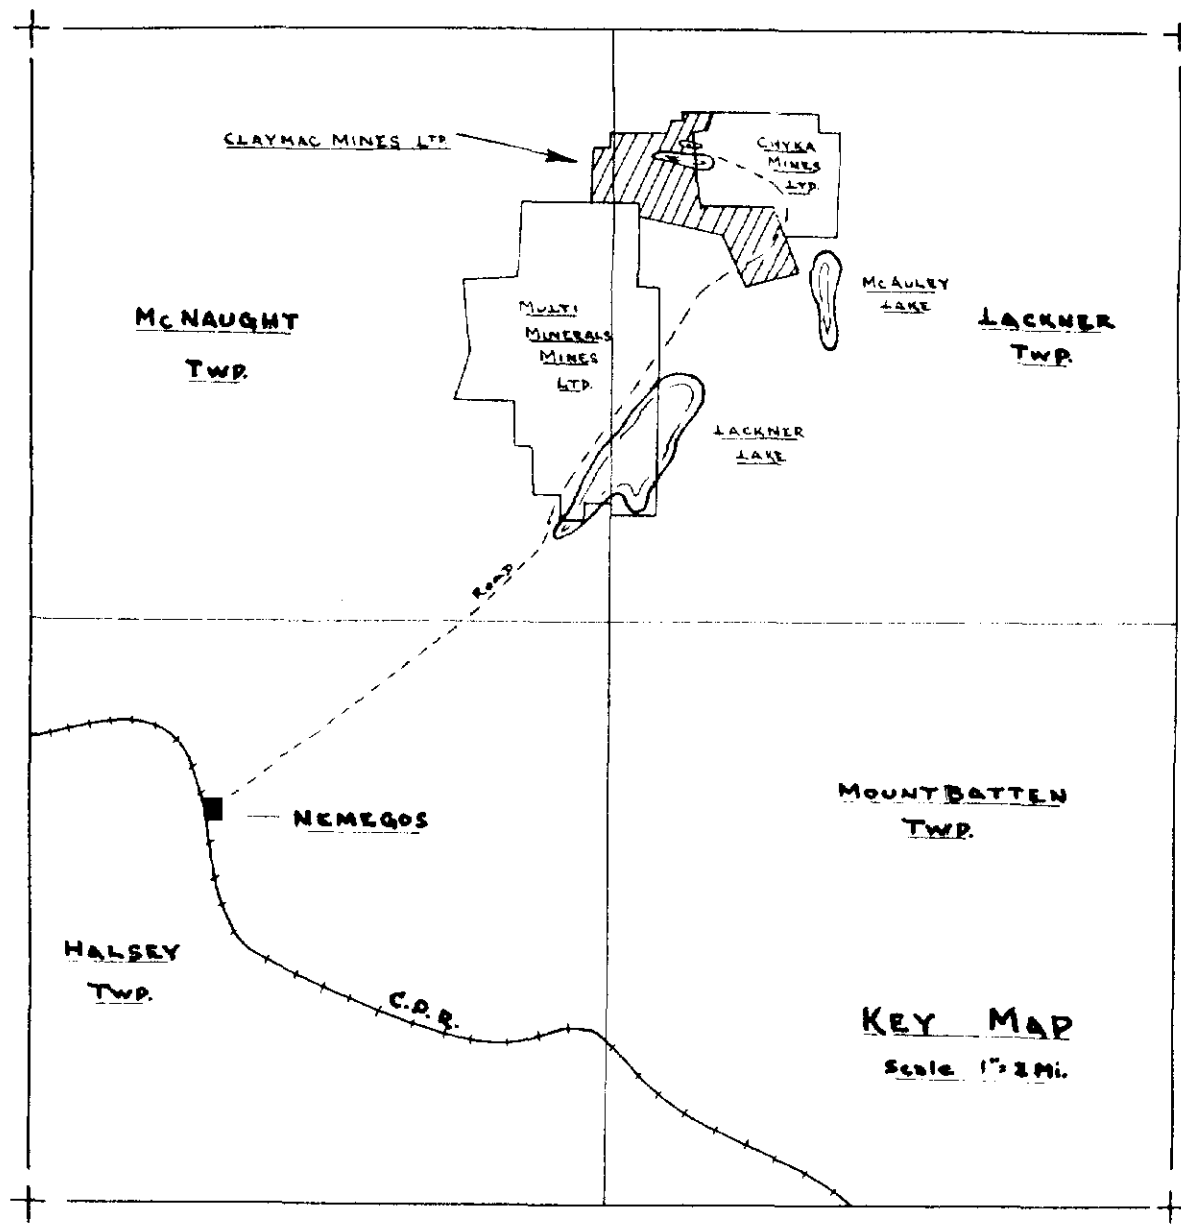 CLAYMAC MINES LTD.
CHYKA
MINES
LTD.
MCAULEY
LAKE
MCNAUGHT
TWP.
MULTI
MINERALS
MINES
LTD.
LACKNER
TWP.
LACKNER
LAKE
ROAD
NEMEGOS
MOUNTBATTEN
TWP.
HALSEY
TWP.
C.P.R.
KEY MAP
Scale 1"= Mi.